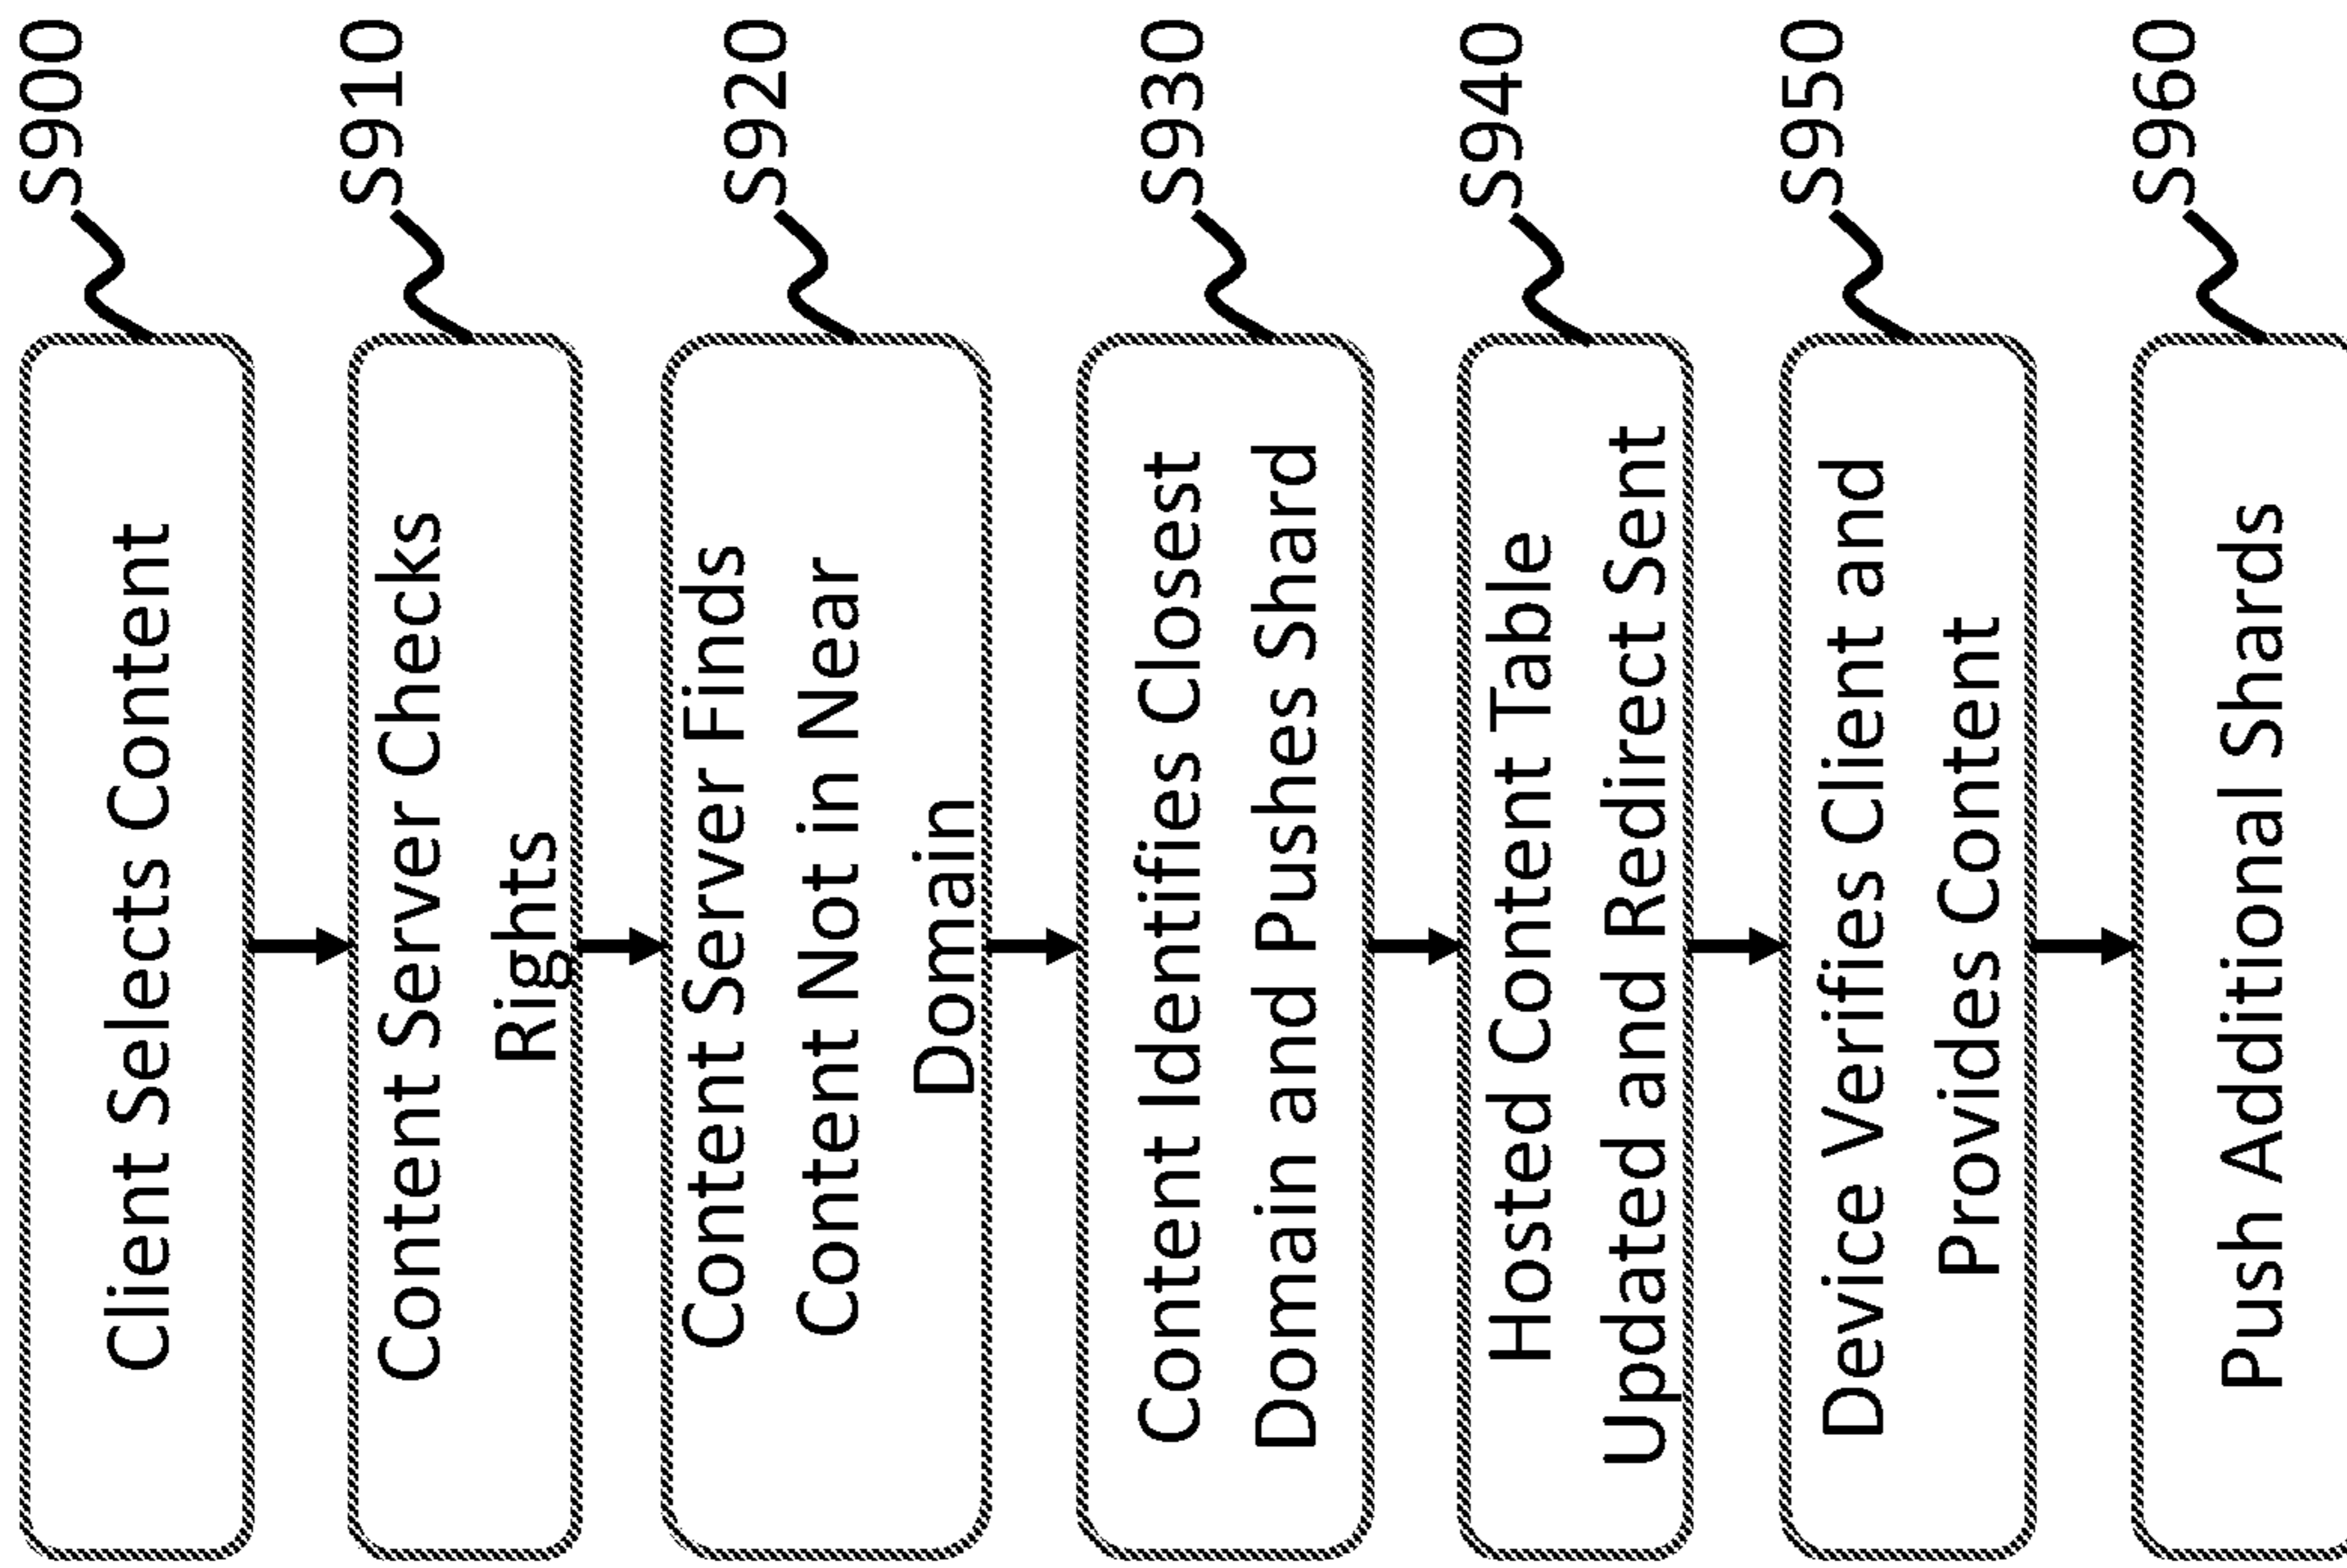 Client Selects Content
S900
Content Server Checks
Rights
S910
Content Server Finds
Content Not in Near
Domain
S920
Content Identifies Closest
Domain and Pushes Shard
S930
Hosted Content Table
Updated and Redirect Sent
S940
Device Verifies Client and
Provides Content
S950
Push Additional Shards
S960